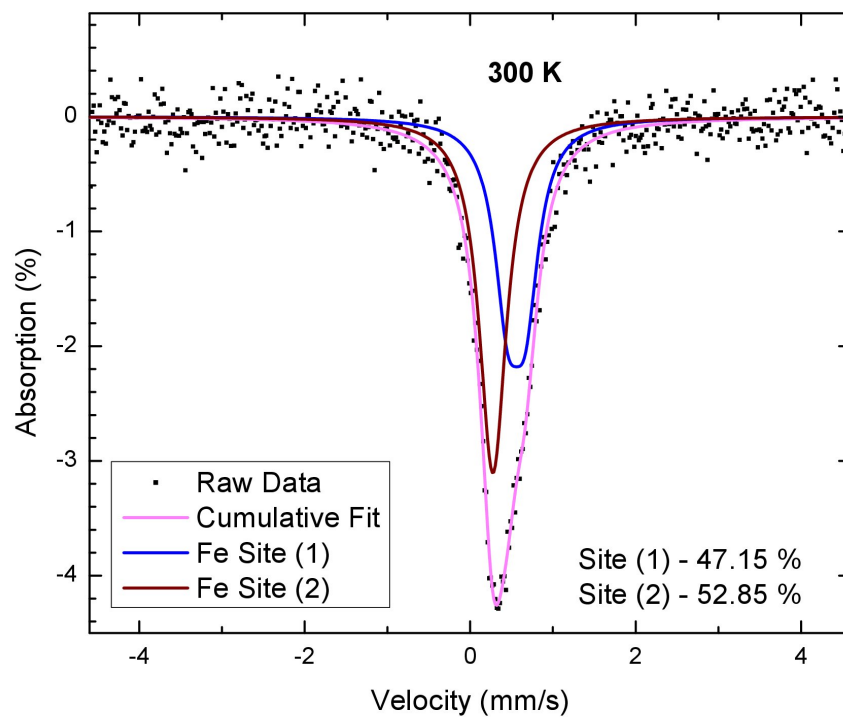 300 K
0
-1
-2
-3
-4
Absorption (%)
Raw Data
Cumulative Fit
Fe Site (1)
Fe Site (2)
Site (1) - 47.15 %
Site (2) - 52.85 %
-4 -2 0 2 4
Velocity (mm/s)